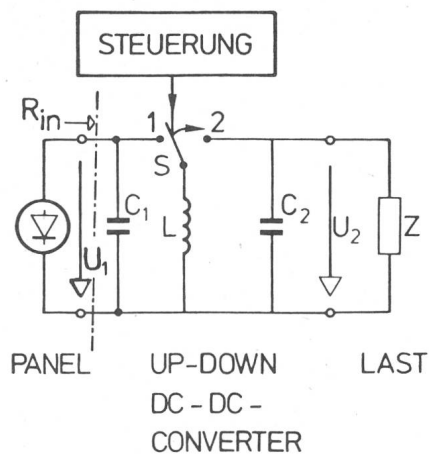 STEUERUNG
Rin
1
2
S
C1
L
C2
U1
U2
Z
PANEL
UP-DOWN
DC-DC-
CONVERTER
LAST